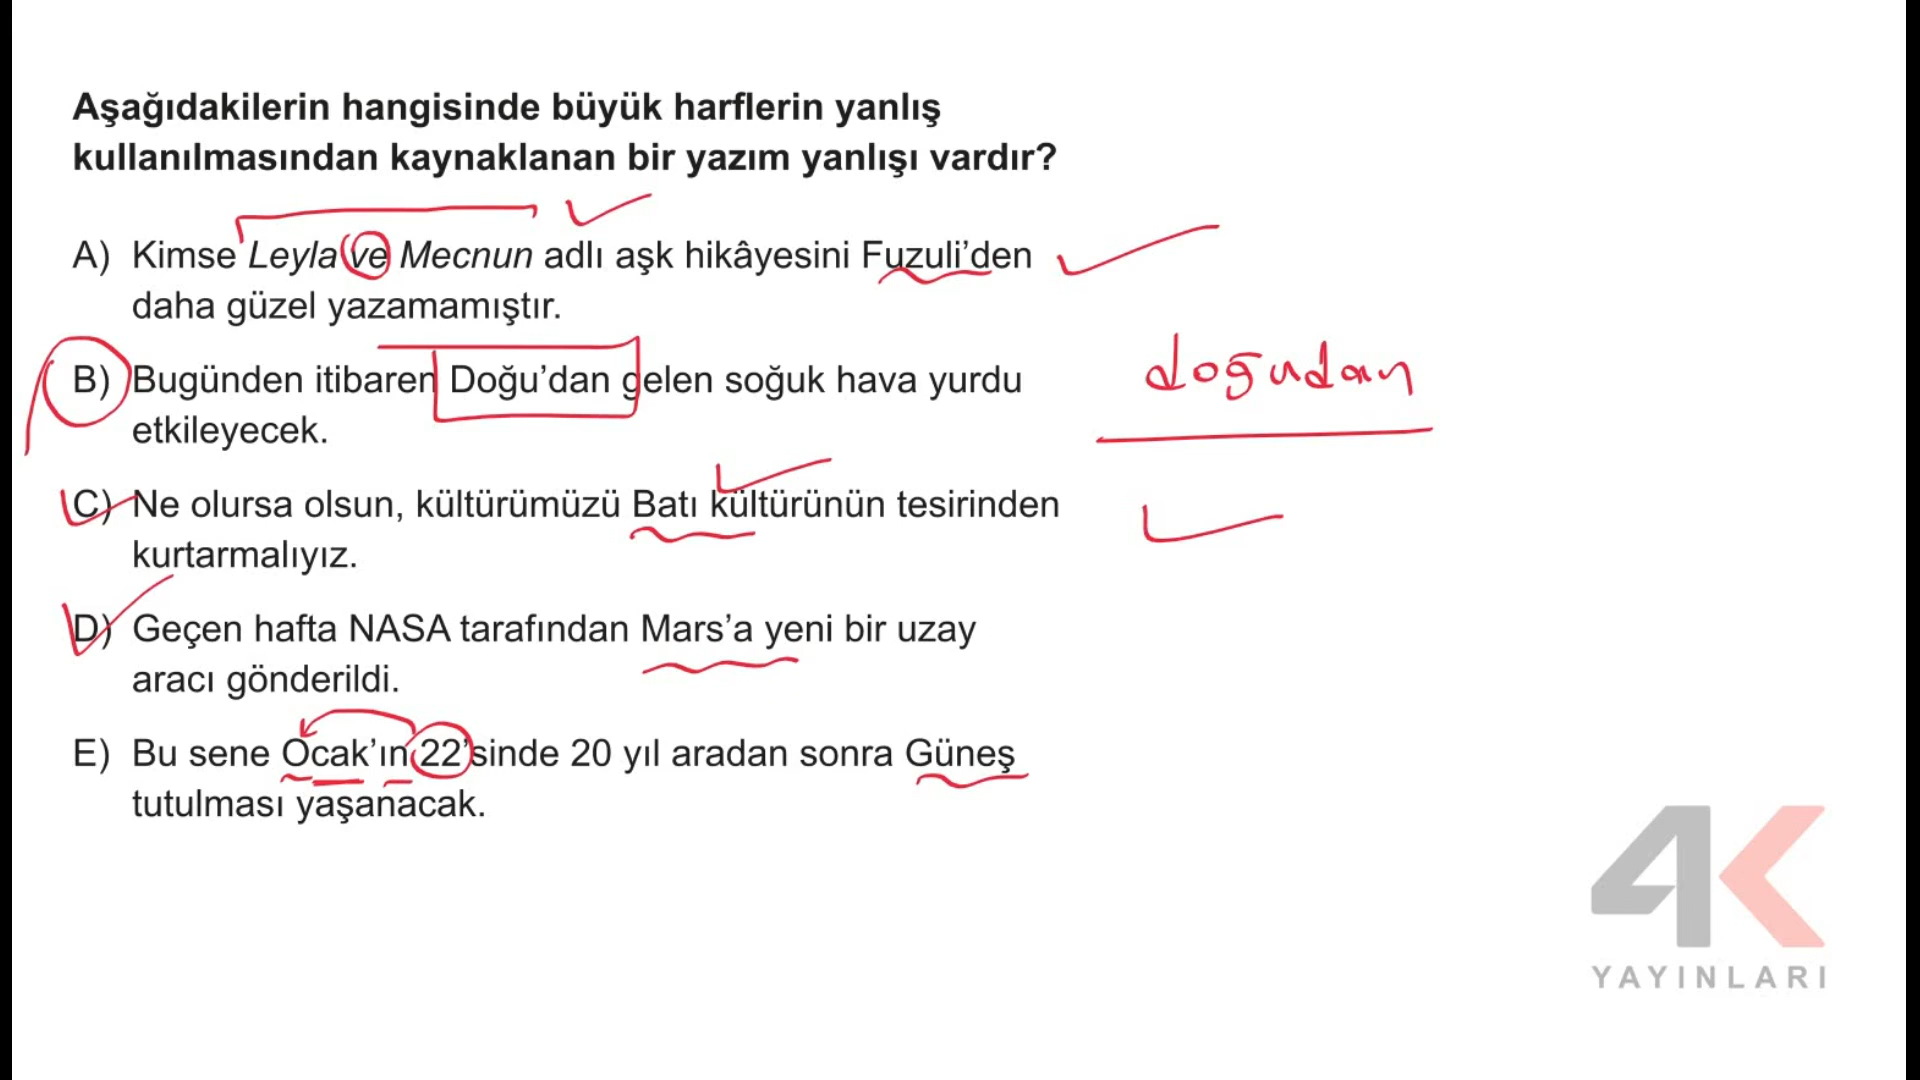 Aşağıdakilerin hangisinde büyük harflerin yanlış
kullanılmasından kaynaklanan bir yazım yanlışı vardır?
A) Kimse Leyla ve Mecnun adlı aşk hikâyesini Fuzuli’den
daha güzel yazamamıştır.
B) Bugünden itibaren Doğu’dan gelen soğuk hava yurdu
etkileyecek.
doğudan
C) Ne olursa olsun, kültürümüzü Batı kültürünün tesirinden
kurtarmalıyız.
D) Geçen hafta NASA tarafından Mars’a yeni bir uzay
aracı gönderildi.
E) Bu sene Ocak’ın 22’sinde 20 yıl aradan sonra Güneş
tutulması yaşanacak.
4K
YAYINLARI